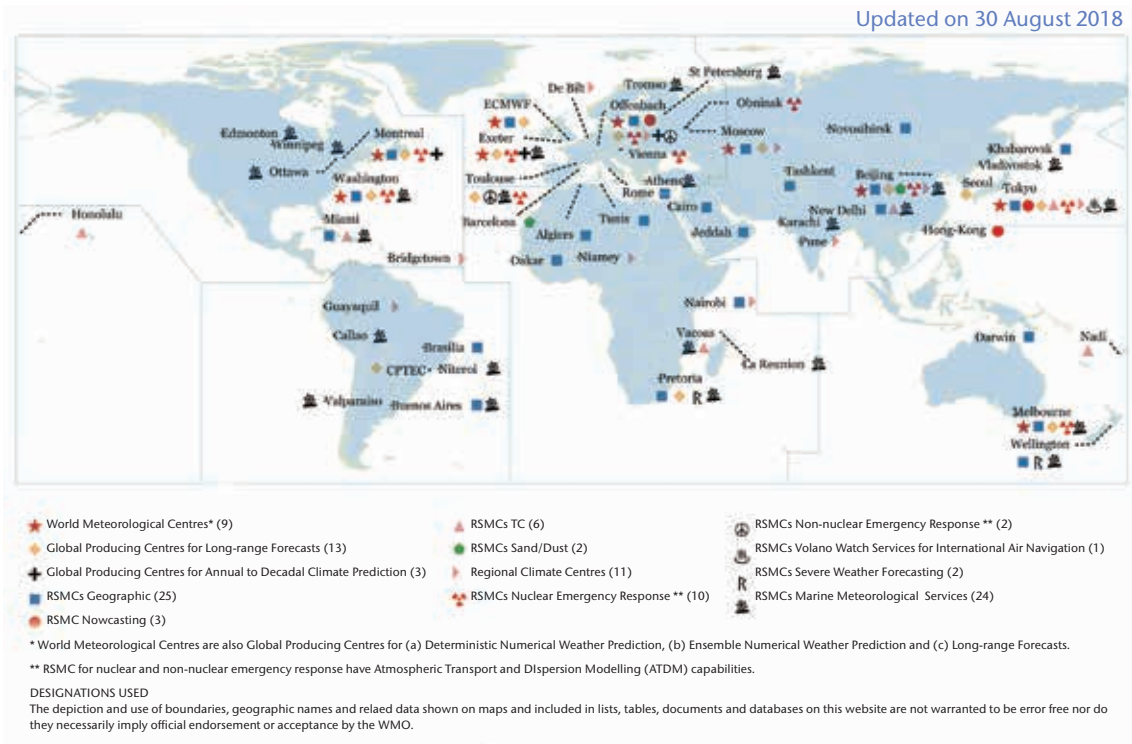 Updated on 30 August 2018
St Petersburg
Tromso
De Bilt
ECMWF
Offenbach
Obninsk
Edmonton
Montreal
Exeter
Moscow
Novosibirsk
Winnipeg
Khabarovsk
Vienna
Vladivostok
Ottawa
Washington
Toulouse
Athens
Tashkent
Beijing
Seoul
Tokyo
Rome
Honolulu
Miami
Barcelona
Tunis
Cairo
New Delhi
Karachi
Algiers
Jeddah
Hong-Kong
Pune
Bridgetown
Dakar
Niamey
Guayaquil
Nairobi
Callao
Brasilia
Vacoas
Darwin
Nadi
CPTEC
Niteroi
La Reunion
Pretoria
Valparaiso
Buenos Aires
R
Melbourne
Wellington
R
World Meteorological Centres* (9)
Global Producing Centres for Long-range Forecasts (13)
Global Producing Centres for Annual to Decadal Climate Prediction (3)
RSMCs Geographic (25)
RSMC Nowcasting (3)
RSMCs TC (6)
RSMCs Sand/Dust (2)
Regional Climate Centres (11)
RSMCs Nuclear Emergency Response ** (10)
RSMCs Non-nuclear Emergency Response ** (2)
RSMCs Volano Watch Services for International Air Navigation (1)
R RSMCs Severe Weather Forecasting (2)
RSMCs Marine Meteorological Services (24)
* World Meteorological Centres are also Global Producing Centres for (a) Deterministic Numerical Weather Prediction, (b) Ensemble Numerical Weather Prediction and (c) Long-range Forecasts.
** RSMC for nuclear and non-nuclear emergency response have Atmospheric Transport and DIspersion Modelling (ATDM) capabilities.
DESIGNATIONS USED
The depiction and use of boundaries, geographic names and relaed data shown on maps and included in lists, tables, documents and databases on this website are not warranted to be error free nor do
they necessarily imply official endorsement or acceptance by the WMO.